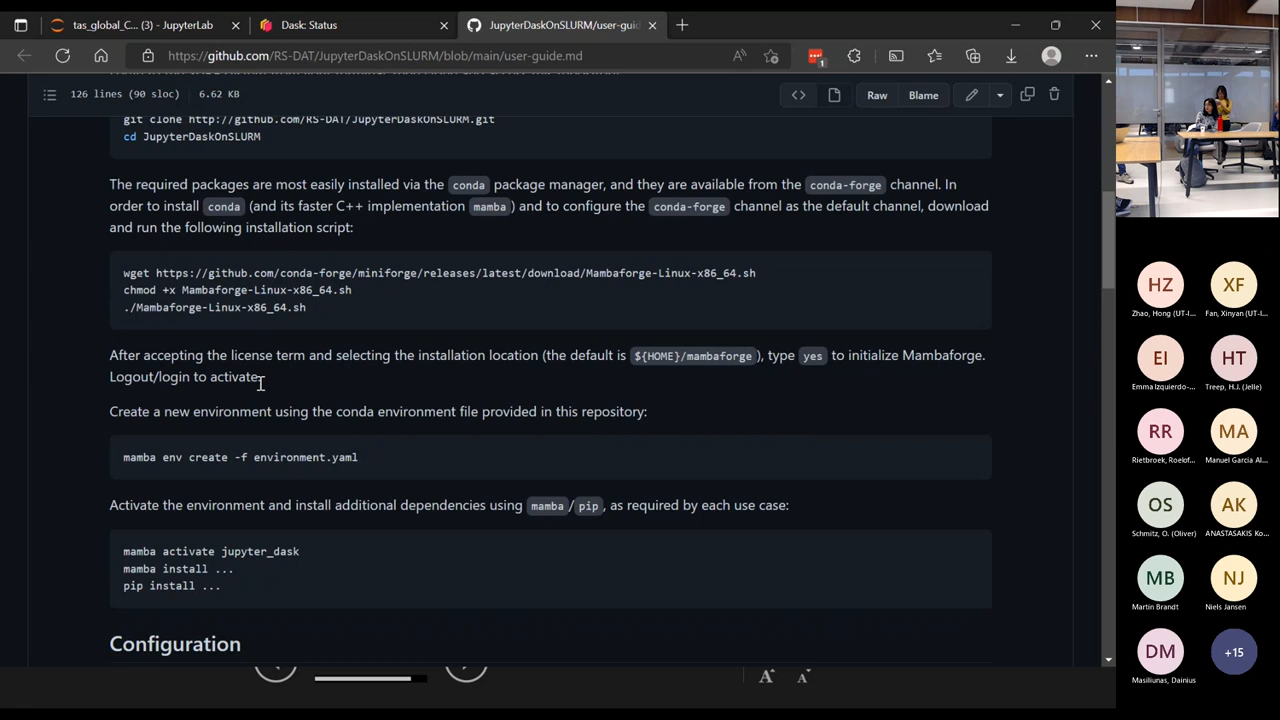 tas_global_C... (3) - JupyterLab
Dask: Status
JupyterDaskOnSLURM/user-guid
https://github.com/RS-DAT/JupyterDaskOnSLURM/blob/main/user-guide.md
126 lines (90 sloc) 6.62 KB
Raw
Blame
git clone http://github.com/RS-DAT/JupyterDaskOnSLURM.git
cd JupyterDaskOnSLURM
The required packages are most easily installed via the conda package manager, and they are available from the conda-forge channel. In
order to install conda (and its faster C++ implementation mamba) and to configure the conda-forge channel as the default channel, download
and run the following installation script:
wget https://github.com/conda-forge/miniforge/releases/latest/download/Mambaforge-Linux-x86_64.sh
chmod +x Mambaforge-Linux-x86_64.sh
./Mambaforge-Linux-x86_64.sh
After accepting the license term and selecting the installation location (the default is ${HOME}/mambaforge), type yes to initialize Mambaforge.
Logout/login to activate.
Create a new environment using the conda environment file provided in this repository:
mamba env create -f environment.yaml
Activate the environment and install additional dependencies using mamba/pip, as required by each use case:
mamba activate jupyter_dask
mamba install ...
pip install ...
Configuration
HZ
XF
Zhao, Hong (UT-I...
Fan, Xinyan (UT-I...
EI
HT
Emma Izquierdo-...
Treep, H.J. (Jelle)
RR
MA
Rietbroek, Roelof...
Manuel Garcia Al...
OS
AK
Schmitz, O. (Oliver)
ANASTASAKIS Ko...
MB
NJ
Martin Brandt
Niels Jansen
DM
+15
Masiliunas, Dainius